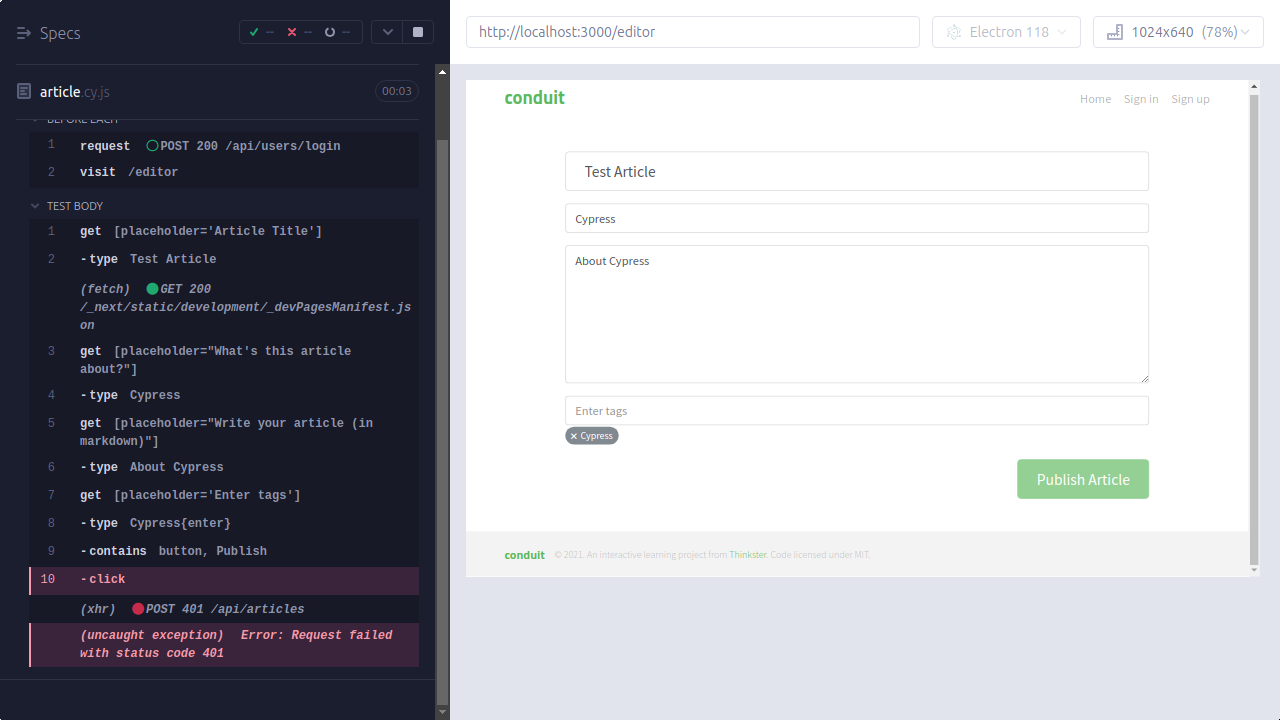 Specs
--
--
--
article.cy.js
00:03
BEFORE EACH
1 request POST 200 /api/users/login
2 visit /editor
TEST BODY
1 get [placeholder='Article Title']
2 -type Test Article
(fetch) GET 200
/_next/static/development/_devPagesManifest.js
on
3 get [placeholder="What's this article
about?"]
4 -type Cypress
5 get [placeholder="Write your article (in
markdown)"]
6 -type About Cypress
7 get [placeholder='Enter tags']
8 -type Cypress{enter}
9 -contains button, Publish
10 -click
(xhr) POST 401 /api/articles
(uncaught exception) Error: Request failed
with status code 401
http://localhost:3000/editor
Electron 118
1024x640 (78%)
conduit
Home Sign in Sign up
Test Article
Cypress
About Cypress
Enter tags
× Cypress
Publish Article
conduit © 2021. An interactive learning project from Thinkster. Code licensed under MIT.